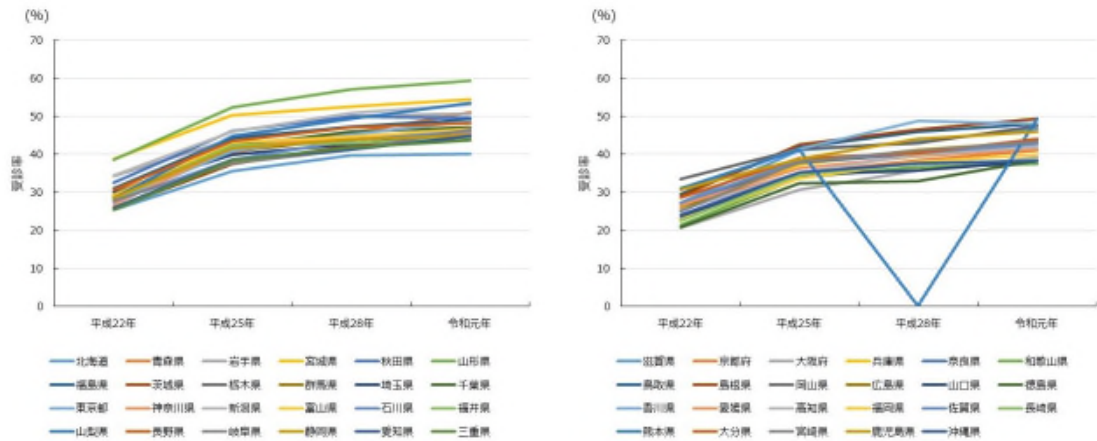 (%)
70
60
50
40
30
20
10
0
受診率
平成22年 平成25年 平成28年 令和元年
北海道 青森県 岩手県 宮城県 秋田県 山形県
福島県 茨城県 栃木県 群馬県 埼玉県 千葉県
東京都 神奈川県 新潟県 富山県 石川県 福井県
山梨県 長野県 岐阜県 静岡県 愛知県 三重県
(%)
70
60
50
40
30
20
10
0
受診率
平成22年 平成25年 平成28年 令和元年
滋賀県 京都府 大阪府 兵庫県 奈良県 和歌山県
鳥取県 島根県 岡山県 広島県 山口県 徳島県
香川県 愛媛県 高知県 福岡県 佐賀県 長崎県
熊本県 大分県 宮崎県 鹿児島県 沖縄県